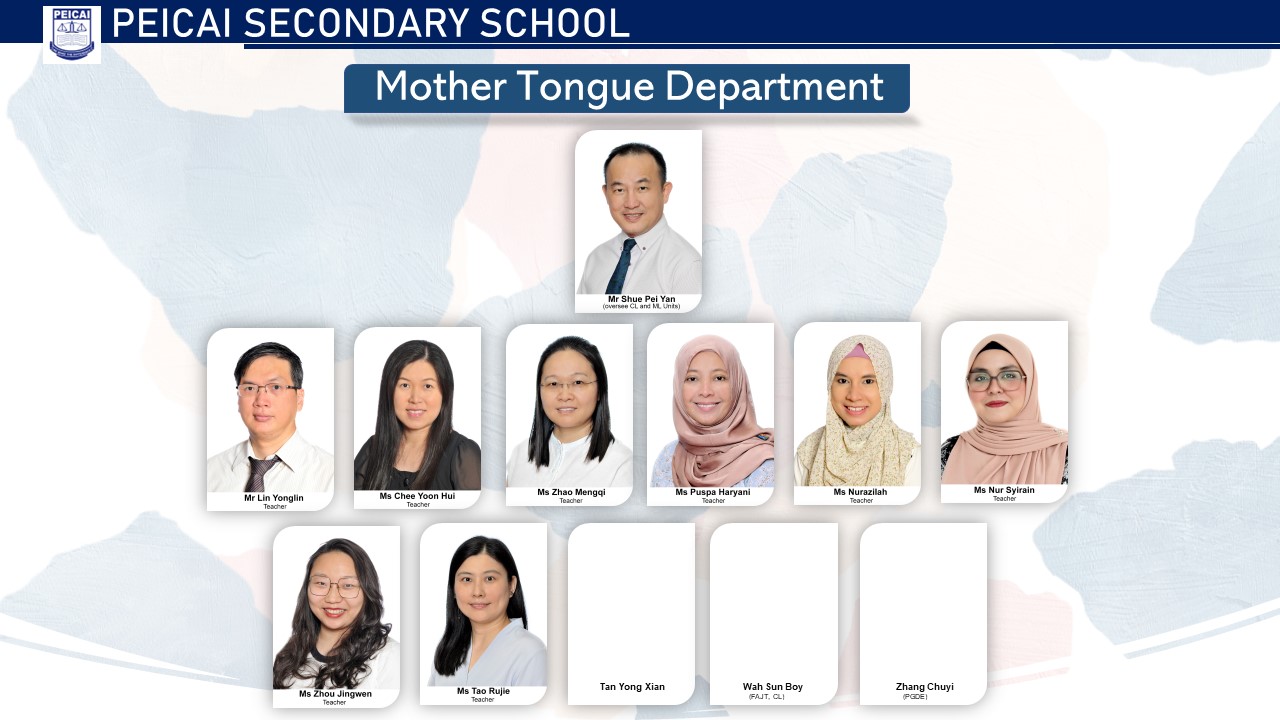 PEICAI
PEICAI SECONDARY SCHOOL
Mother Tongue Department
Mr Shue Pei Yan
(oversee CL and ML Units)
Mr Lin Yonglin
Teacher
Ms Chee Yoon Hui
Teacher
Ms Zhao Mengqi
Teacher
Ms Puspa Haryani
Teacher
Ms Nurazilah
Teacher
Ms Nur Syirain
Teacher
Ms Zhou Jingwen
Teacher
Ms Tao Rujie
Teacher
Tan Yong Xian
Wah Sun Boy
(FAJT, CL)
Zhang Chuyi
(PGDE)